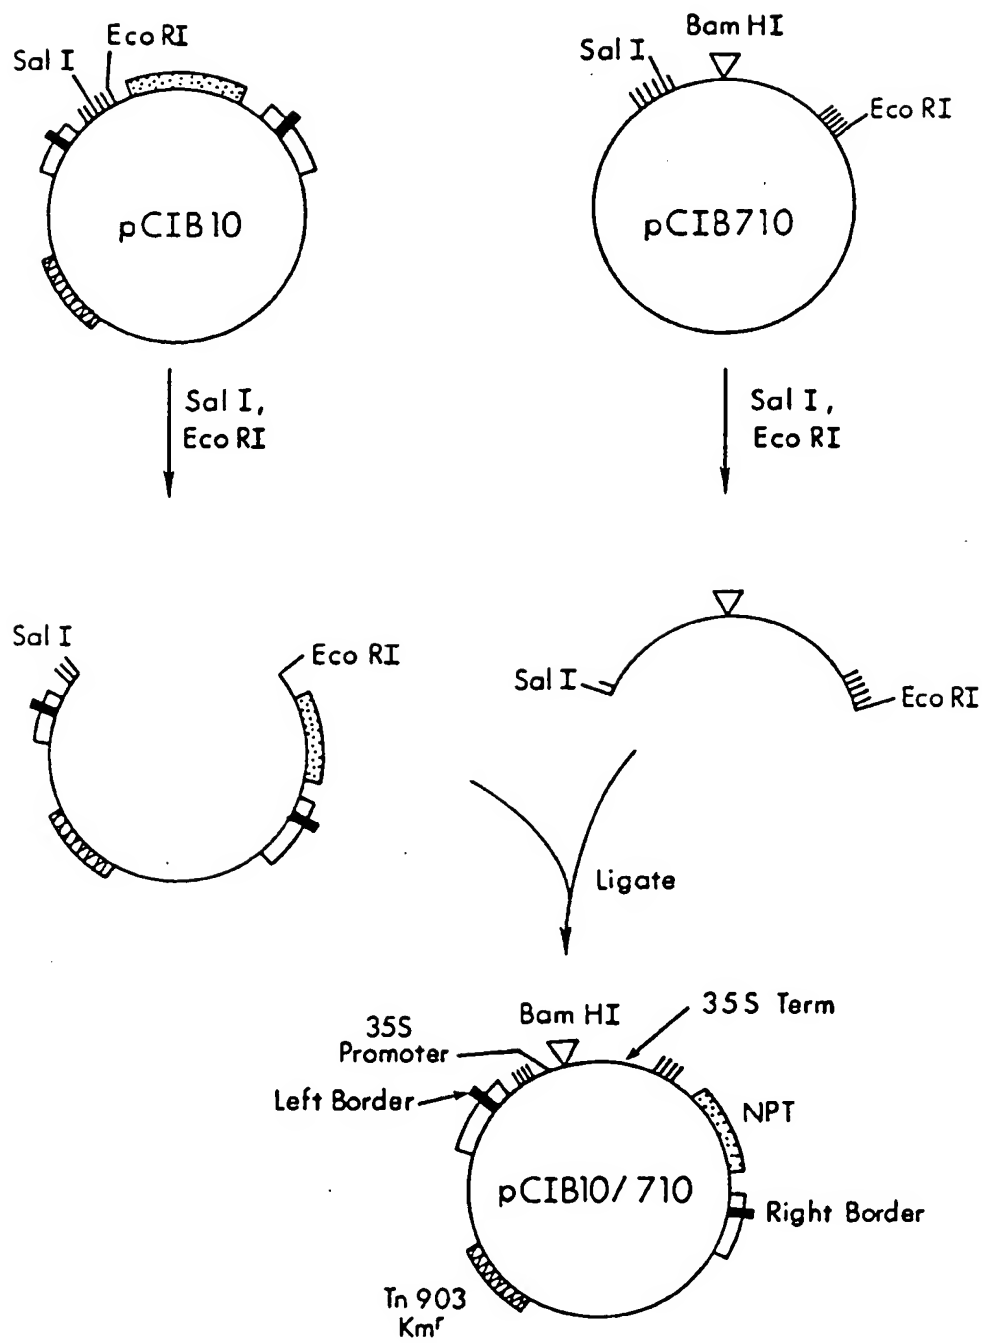 Eco RI
Sal I
pCIB10
Bam HI
Sal I
Eco RI
pCIB710
Sal I,
Eco RI
Sal I,
Eco RI
Sal I
Eco RI
Sal I
Eco RI
Ligate
35S
Promoter
Bam HI
35S Term
Left Border
NPT
pCIB10/710
Right Border
Tn 903
Kmʳ